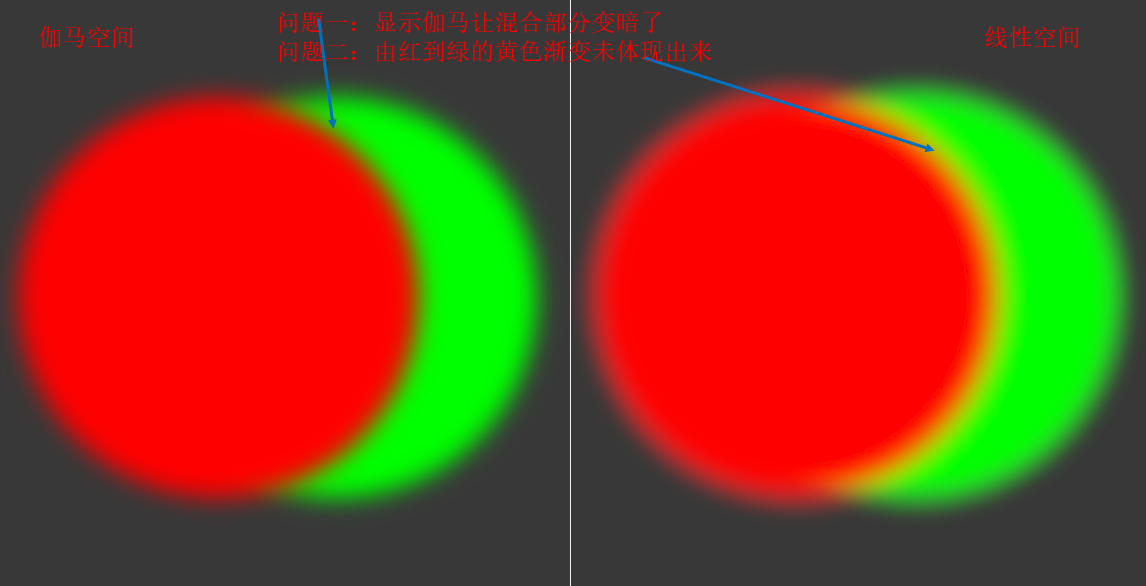 伽马空间
问题一：显示伽马让混合部分变暗了
问题二：由红到绿的黄色渐变未体现出来
线性空间